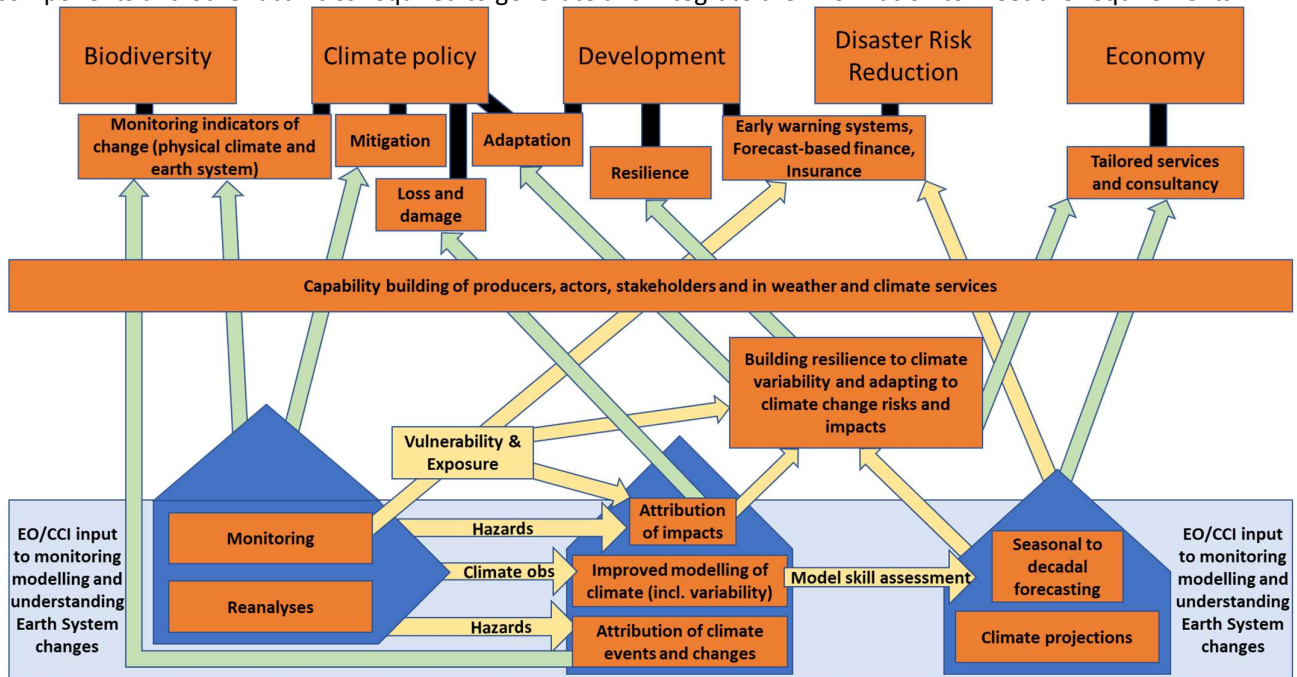 Biodiversity
Climate policy
Development
Disaster Risk
Reduction
Economy
Monitoring indicators of
change (physical climate and
earth system)
Mitigation
Loss and
damage
Adaptation
Resilience
Early warning systems,
Forecast-based finance,
Insurance
Tailored services
and consultancy
Capability building of producers, actors, stakeholders and in weather and climate services
Building resilience to climate
variability and adapting to
climate change risks and
impacts
Vulnerability &
Exposure
EO/CCI input
to monitoring
modelling and
understanding
Earth System
changes
Monitoring
Reanalyses
Hazards
Climate obs
Hazards
Attribution
of impacts
Improved modelling of
climate (incl. variability)
Attribution of climate
events and changes
Model skill assessment
Seasonal to
decadal
forecasting
Climate projections
EO/CCI input
to monitoring
modelling and
understanding
Earth System
changes